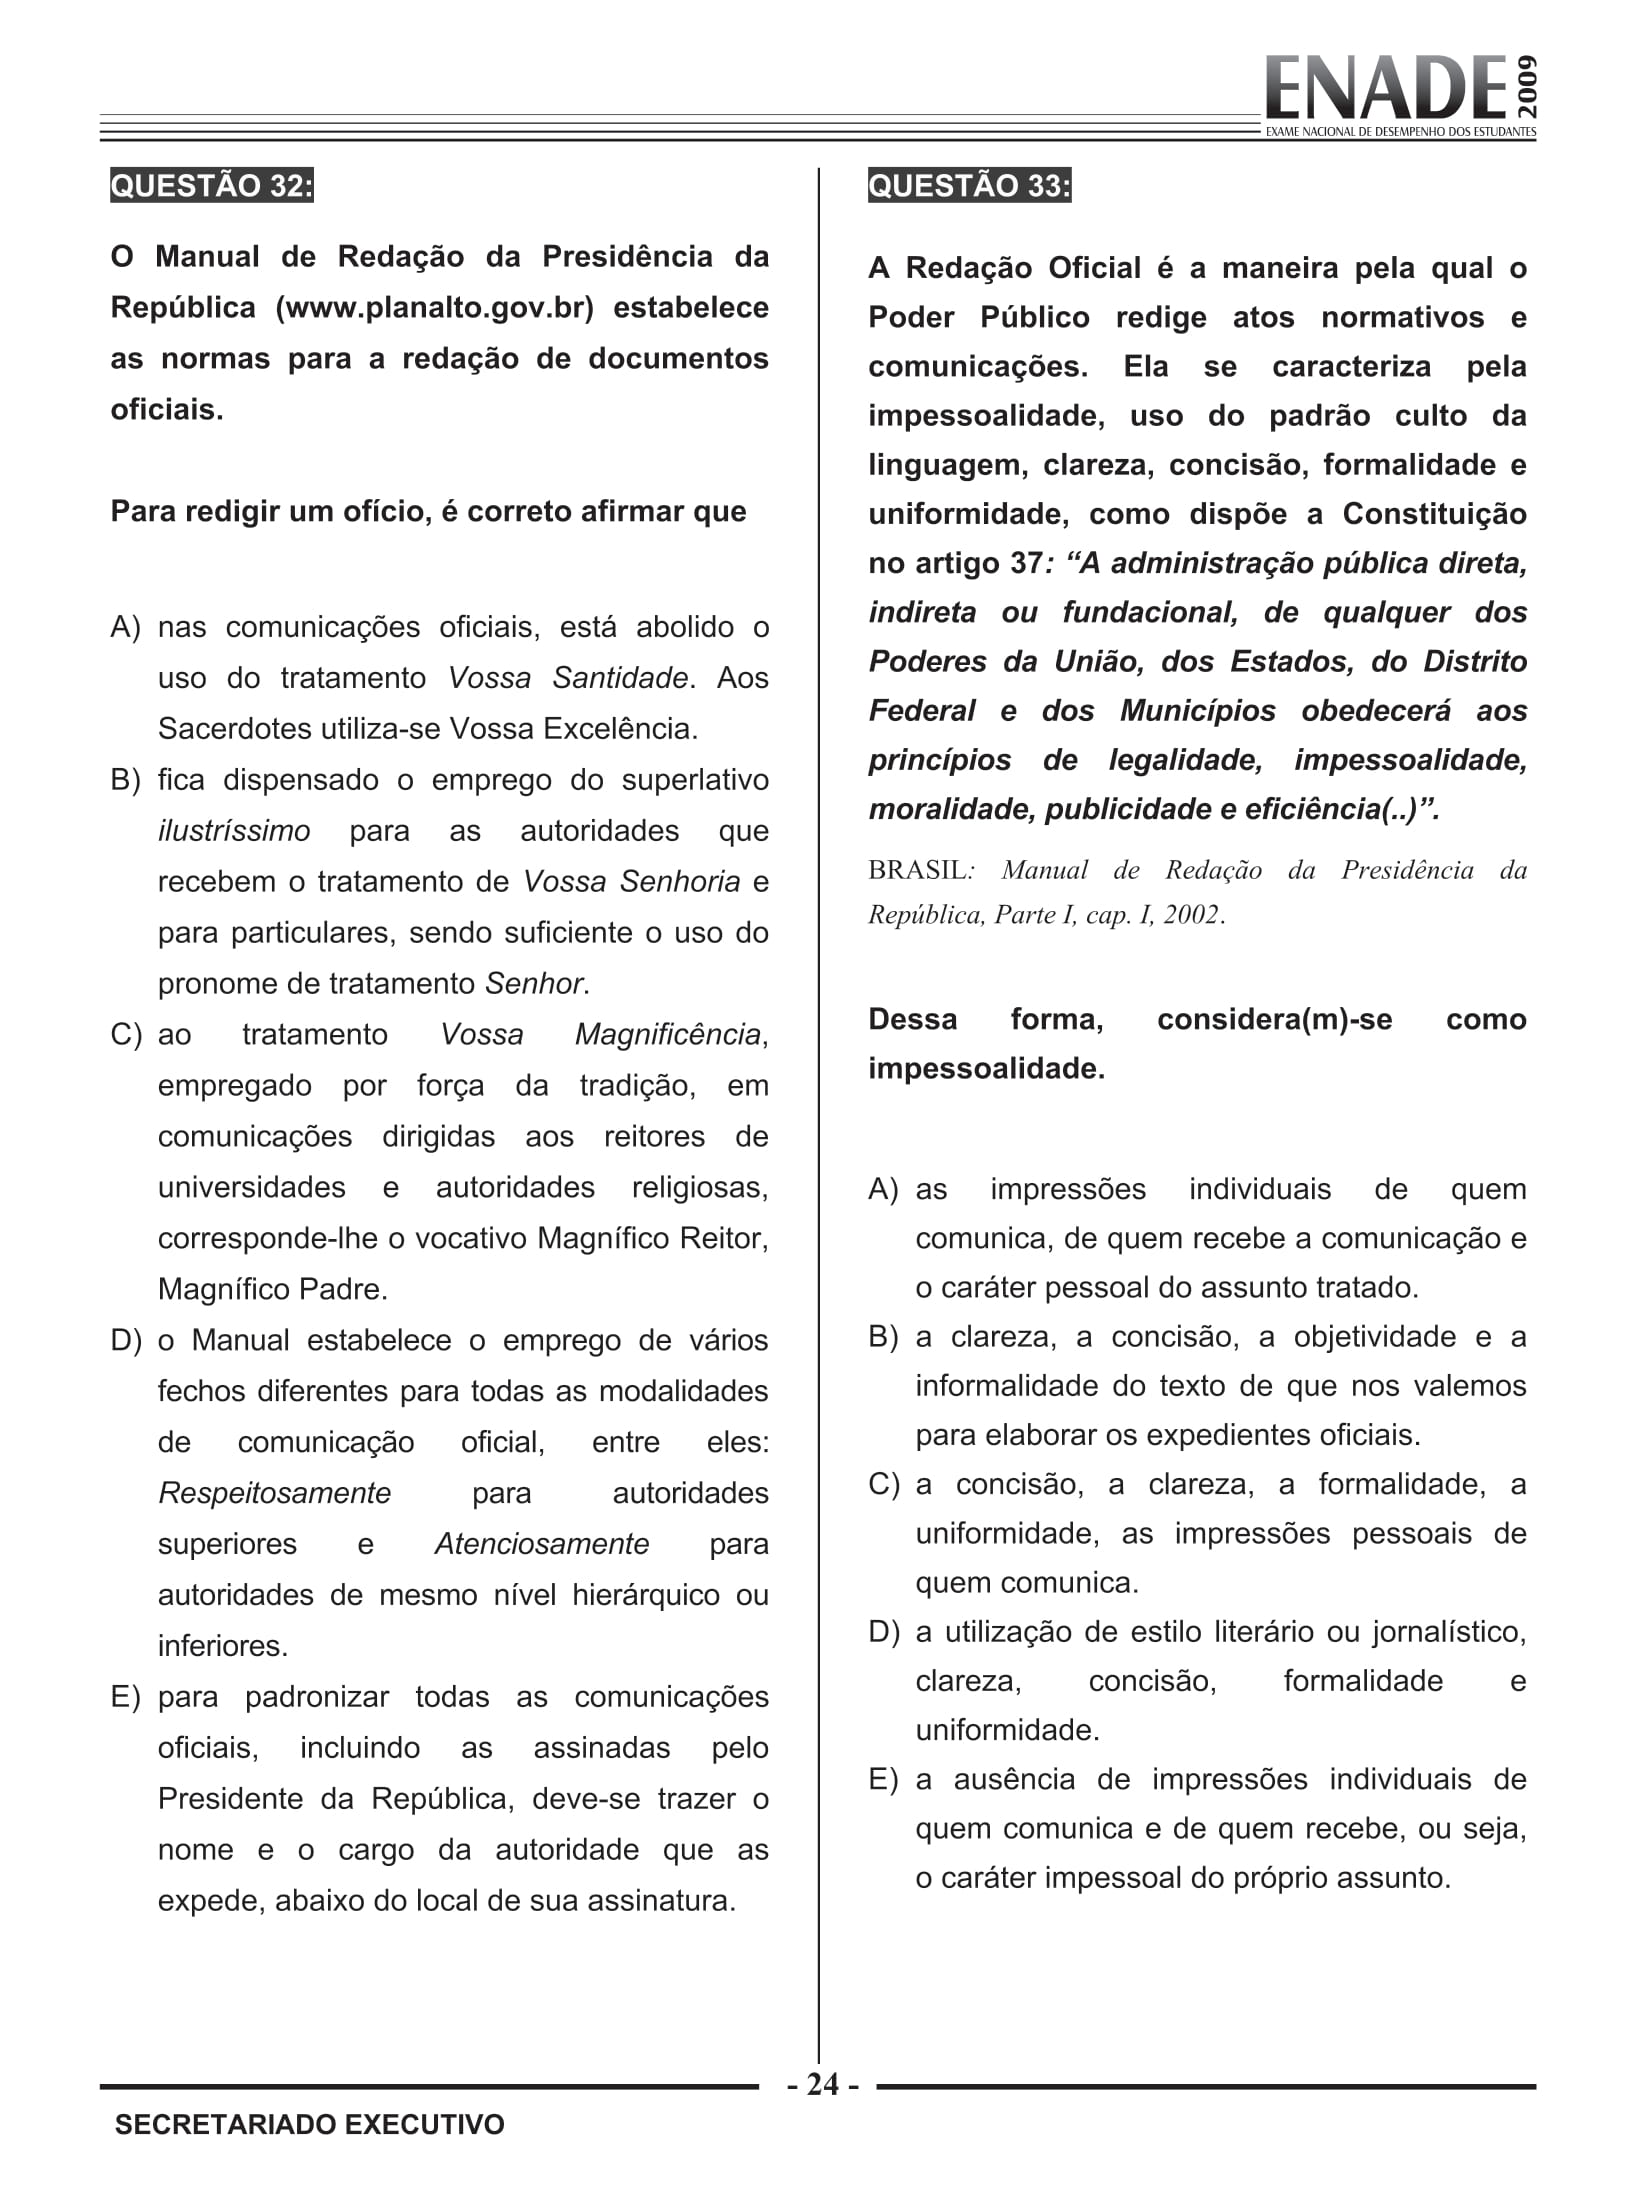 ENADE 2009
EXAME NACIONAL DE DESEMPENHO DOS ESTUDANTES
QUESTÃO 32:
O Manual de Redação da Presidência da
República (www.planalto.gov.br) estabelece
as normas para a redação de documentos
oficiais.
Para redigir um ofício, é correto afirmar que
A) nas comunicações oficiais, está abolido o
uso do tratamento Vossa Santidade. Aos
Sacerdotes utiliza-se Vossa Excelência.
B) fica dispensado o emprego do superlativo
ilustríssimo para as autoridades que
recebem o tratamento de Vossa Senhoria e
para particulares, sendo suficiente o uso do
pronome de tratamento Senhor.
C) ao tratamento Vossa Magnificência,
empregado por força da tradição, em
comunicações dirigidas aos reitores de
universidades e autoridades religiosas,
corresponde-lhe o vocativo Magnífico Reitor,
Magnífico Padre.
D) o Manual estabelece o emprego de vários
fechos diferentes para todas as modalidades
de comunicação oficial, entre eles:
Respeitosamente para autoridades
superiores e Atenciosamente para
autoridades de mesmo nível hierárquico ou
inferiores.
E) para padronizar todas as comunicações
oficiais, incluindo as assinadas pelo
Presidente da República, deve-se trazer o
nome e o cargo da autoridade que as
expede, abaixo do local de sua assinatura.
QUESTÃO 33:
A Redação Oficial é a maneira pela qual o
Poder Público redige atos normativos e
comunicações. Ela se caracteriza pela
impessoalidade, uso do padrão culto da
linguagem, clareza, concisão, formalidade e
uniformidade, como dispõe a Constituição
no artigo 37: “A administração pública direta,
indireta ou fundacional, de qualquer dos
Poderes da União, dos Estados, do Distrito
Federal e dos Municípios obedecerá aos
princípios de legalidade, impessoalidade,
moralidade, publicidade e eficiência(..)”.
BRASIL: Manual de Redação da Presidência da
República, Parte I, cap. I, 2002.
Dessa forma, considera(m)-se como
impessoalidade.
A) as impressões individuais de quem
comunica, de quem recebe a comunicação e
o caráter pessoal do assunto tratado.
B) a clareza, a concisão, a objetividade e a
informalidade do texto de que nos valemos
para elaborar os expedientes oficiais.
C) a concisão, a clareza, a formalidade, a
uniformidade, as impressões pessoais de
quem comunica.
D) a utilização de estilo literário ou jornalístico,
clareza, concisão, formalidade e
uniformidade.
E) a ausência de impressões individuais de
quem comunica e de quem recebe, ou seja,
o caráter impessoal do próprio assunto.
- 24 -
SECRETARIADO EXECUTIVO